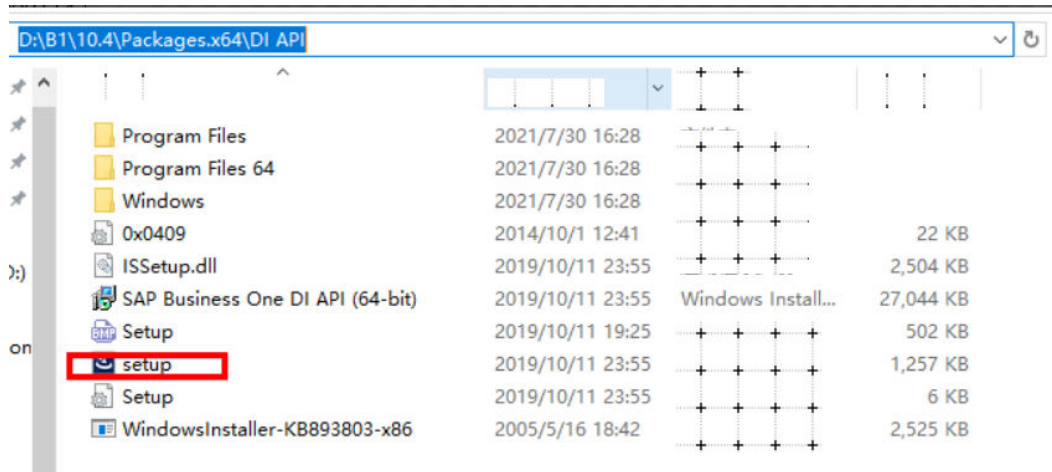 D:\B1\10.4\Packages.x64\DI API
Program Files 2021/7/30 16:28
Program Files 64 2021/7/30 16:28
Windows 2021/7/30 16:28
0x0409 2014/10/1 12:41 22 KB
ISSetup.dll 2019/10/11 23:55 2,504 KB
SAP Business One DI API (64-bit) 2019/10/11 23:55 Windows Install... 27,044 KB
Setup 2019/10/11 19:25 502 KB
setup 2019/10/11 23:55 1,257 KB
Setup 2019/10/11 23:55 6 KB
WindowsInstaller-KB893803-x86 2005/5/16 18:42 2,525 KB